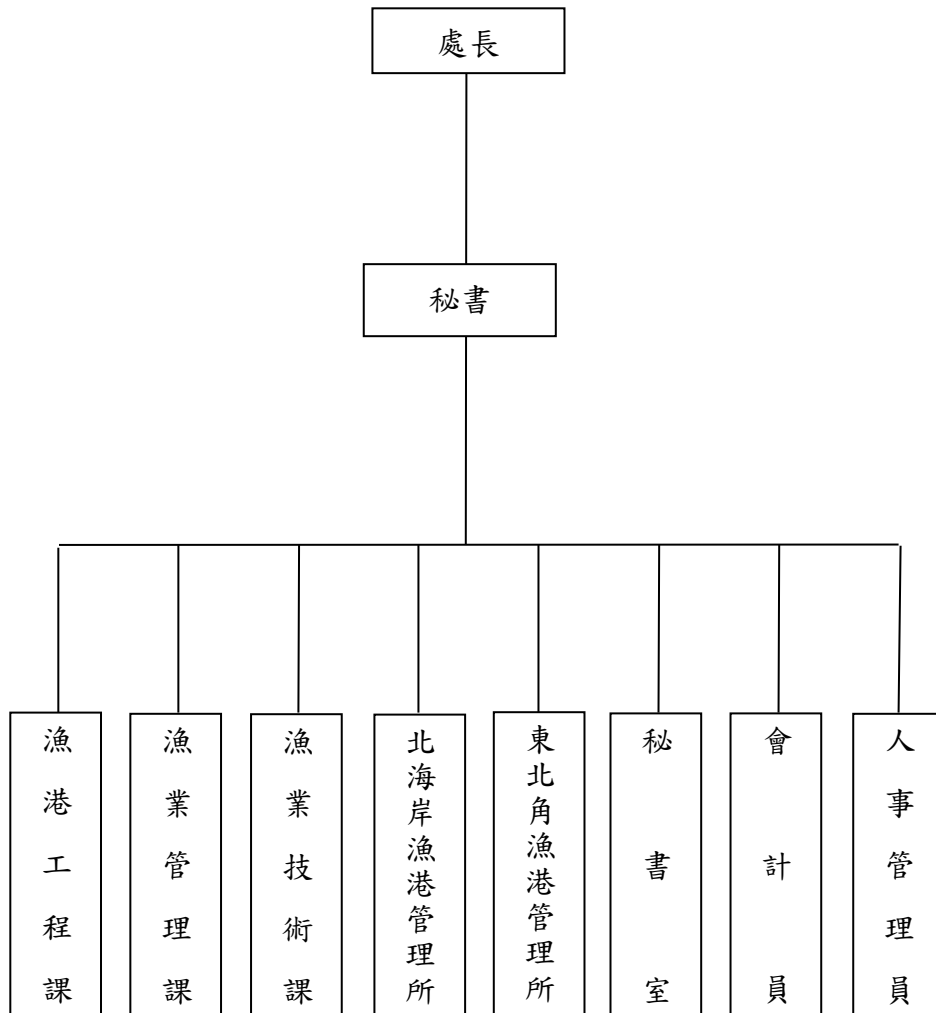 處長
秘書
漁港工程課
漁業管理課
漁業技術課
北海岸漁港管理所
東北角漁港管理所
秘書室
會計員
人事管理員